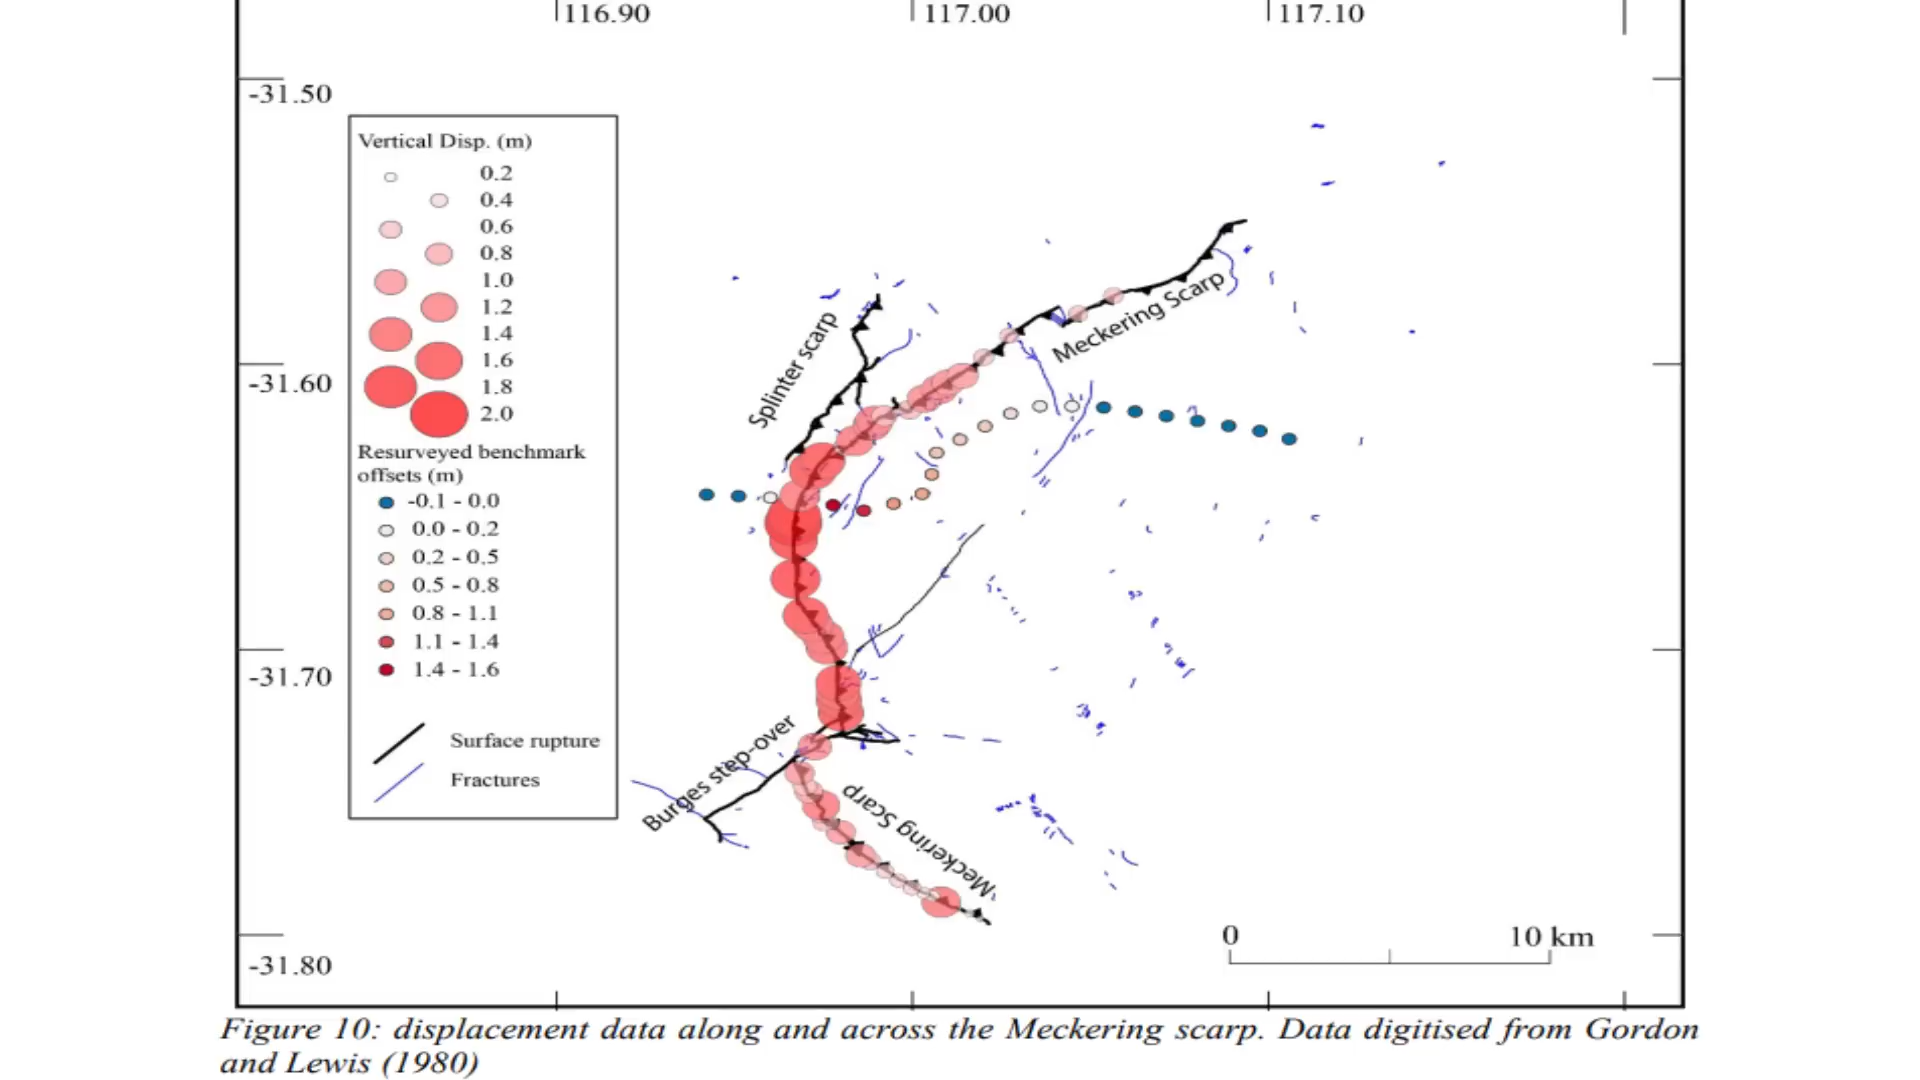 116.90
117.00
117.10
-31.50
-31.60
-31.70
-31.80
Vertical Disp. (m)
0.2
0.4
0.6
0.8
1.0
1.2
1.4
1.6
1.8
2.0
Resurveyed benchmark
offsets (m)
-0.1 - 0.0
0.0 - 0.2
0.2 - 0.5
0.5 - 0.8
0.8 - 1.1
1.1 - 1.4
1.4 - 1.6
Surface rupture
Fractures
Splinter scarp
Meckering Scarp
Burges step-over
Meckering Scarp
0
10 km
Figure 10: displacement data along and across the Meckering scarp. Data digitised from Gordon
and Lewis (1980)